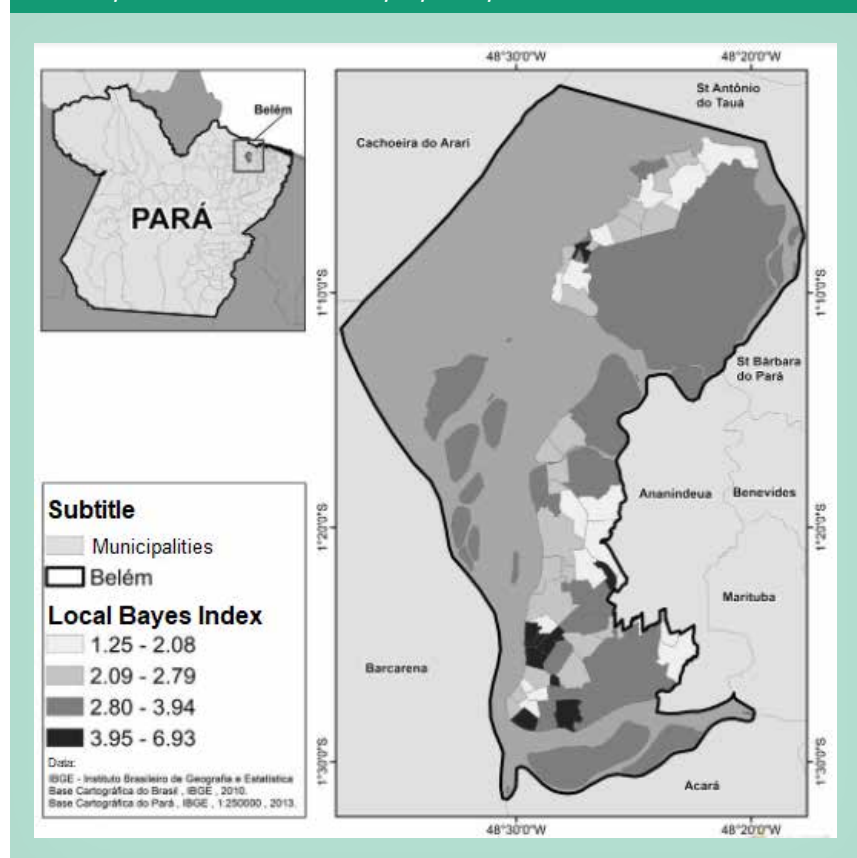 48°30'0"W
48°20'0"W
Belém
PARÁ
St Antônio
do Tauá
Cachoeira do Arari
1°10'0"S
1°10'0"S
St Bárbara
do Pará
Ananindeua
Benevides
1°20'0"S
1°20'0"S
Marituba
Barcarena
1°30'0"S
1°30'0"S
Acará
48°30'0"W
48°20'0"W
Subtitle
Municipalities
Belém
Local Bayes Index
1.25 - 2.08
2.09 - 2.79
2.80 - 3.94
3.95 - 6.93
Data:
IBGE - Instituto Brasileiro de Geografia e Estatística
Base Cartográfica do Brasil , IBGE , 2010.
Base Cartográfica do Pará , IBGE , 1:250000 , 2013.